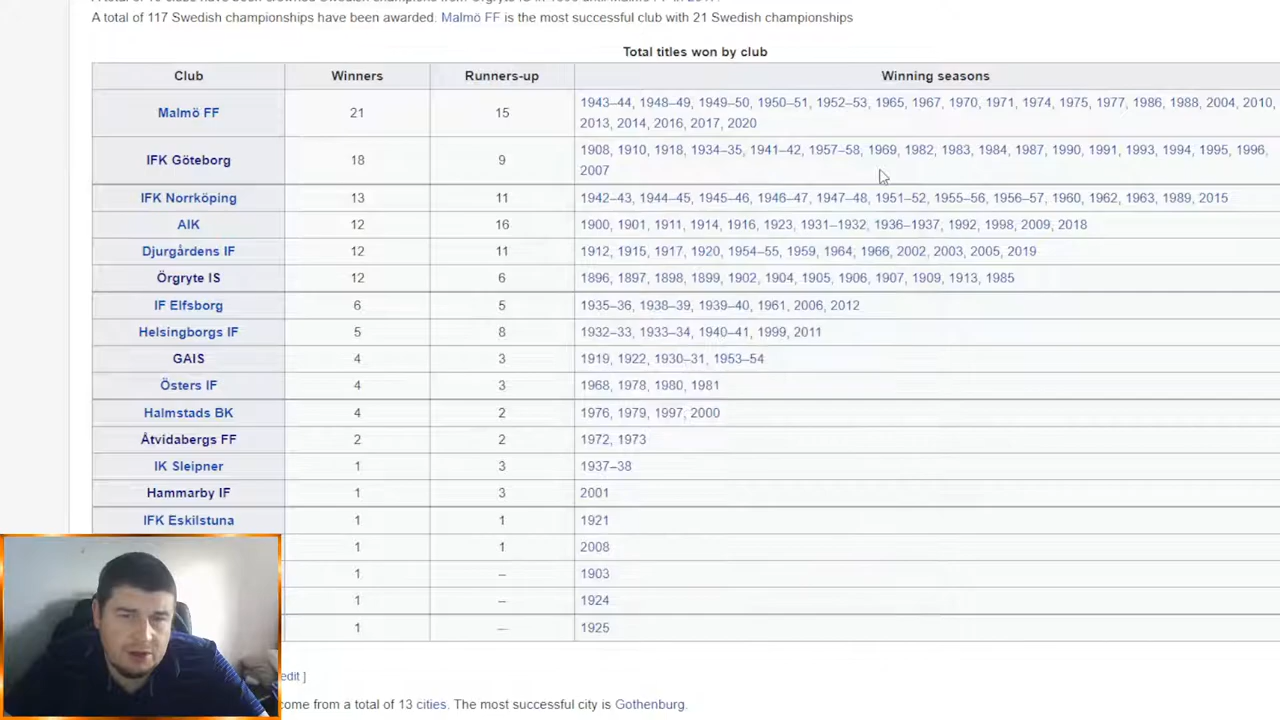 A total of 117 Swedish championships have been awarded. Malmö FF is the most successful club with 21 Swedish championships
Total titles won by club
Club Winners Runners-up Winning seasons
Malmö FF 21 15 1943–44, 1948–49, 1949–50, 1950–51, 1952–53, 1965, 1967, 1970, 1971, 1974, 1975, 1977, 1986, 1988, 2004, 2010,
2013, 2014, 2016, 2017, 2020
IFK Göteborg 18 9 1908, 1910, 1918, 1934–35, 1941–42, 1957–58, 1969, 1982, 1983, 1984, 1987, 1990, 1991, 1993, 1994, 1995, 1996,
2007
IFK Norrköping 13 11 1942–43, 1944–45, 1945–46, 1946–47, 1947–48, 1951–52, 1955–56, 1956–57, 1960, 1962, 1963, 1989, 2015
AIK 12 16 1900, 1901, 1911, 1914, 1916, 1923, 1931–1932, 1936–1937, 1992, 1998, 2009, 2018
Djurgårdens IF 12 11 1912, 1915, 1917, 1920, 1954–55, 1959, 1964, 1966, 2002, 2003, 2005, 2019
Örgryte IS 12 6 1896, 1897, 1898, 1899, 1902, 1904, 1905, 1906, 1907, 1909, 1913, 1985
IF Elfsborg 6 5 1935–36, 1938–39, 1939–40, 1961, 2006, 2012
Helsingborgs IF 5 8 1932–33, 1933–34, 1940–41, 1999, 2011
GAIS 4 3 1919, 1922, 1930–31, 1953–54
Östers IF 4 3 1968, 1978, 1980, 1981
Halmstads BK 4 2 1976, 1979, 1997, 2000
Åtvidabergs FF 2 2 1972, 1973
IK Sleipner 1 3 1937–38
Hammarby IF 1 3 2001
IFK Eskilstuna 1 1 1921
1 1 2008
1 – 1903
1 – 1924
1 – 1925
edit ]
come from a total of 13 cities. The most successful city is Gothenburg.